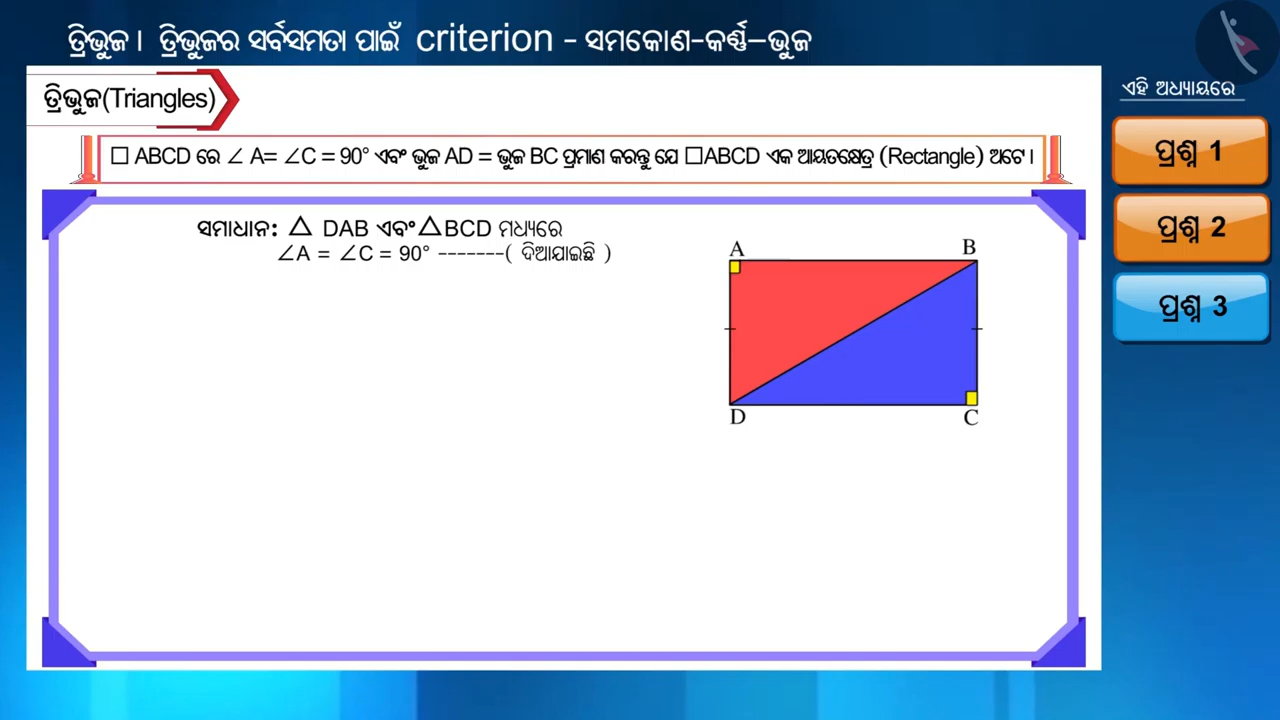 ତ୍ରିଭୁଜ। ତ୍ରିଭୁଜର ସର୍ବସମତା ପାଇଁ criterion - ସମକୋଣ-କର୍ଣ୍ଣ–ଭୁଜ
ତ୍ରିଭୁଜ(Triangles)
ଏହି ଅଧ୍ୟାୟରେ
□ ABCD ରେ ∠ A= ∠C = 90° ଏବଂ ଭୁଜ AD = ଭୁଜ BC ପ୍ରମାଣ କରନ୍ତୁ ଯେ □ABCD ଏକ ଆୟତକ୍ଷେତ୍ର (Rectangle) ଅଟେ।
ପ୍ରଶ୍ନ 1
ପ୍ରଶ୍ନ 2
ପ୍ରଶ୍ନ 3
ସମାଧାନ: △ DAB ଏବଂ △BCD ମଧ୍ୟରେ
∠A = ∠C = 90° -------( ଦିଆଯାଇଛି )
A B
D C